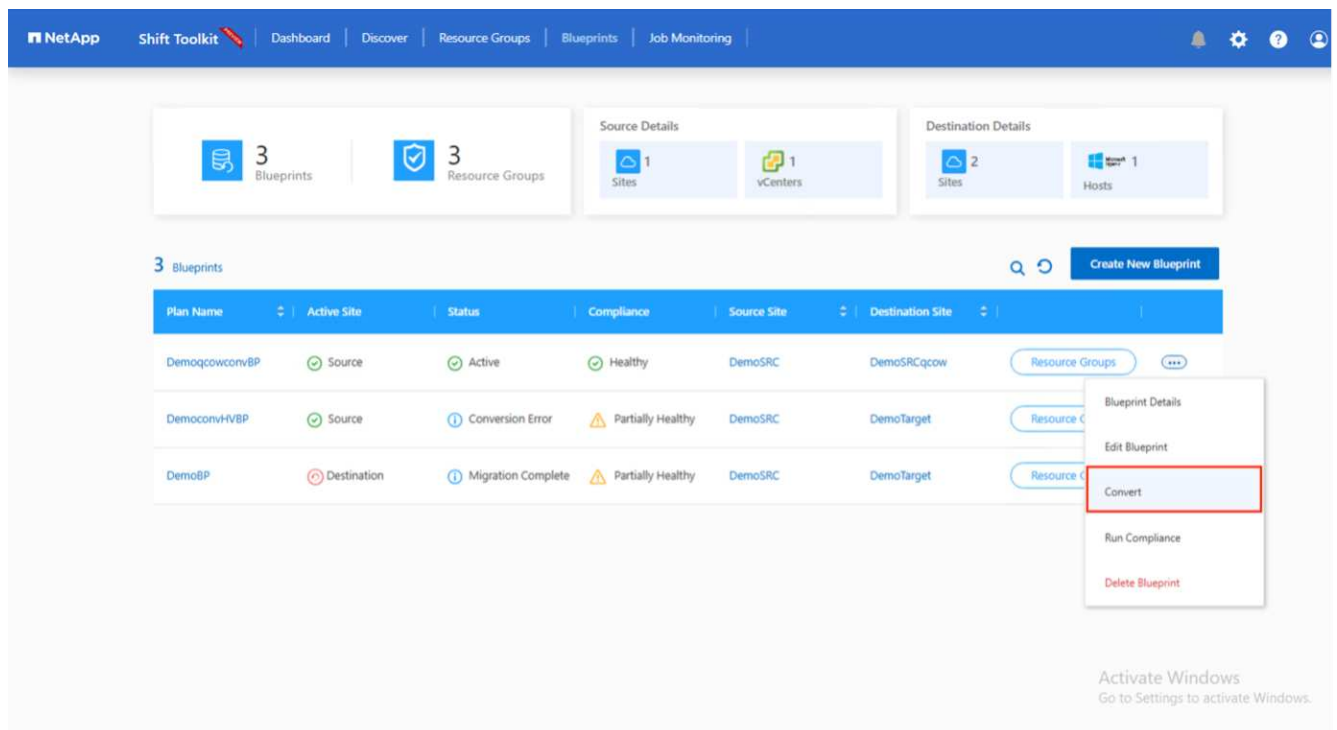 NetApp Shift Toolkit Dashboard Discover Resource Groups Blueprints Job Monitoring
Source Details Destination Details
3 Blueprints
3 Resource Groups
1 Sites
1 vCenters
2 Sites
Microsoft 1 Hosts
3 Blueprints
Create New Blueprint
Plan Name Active Site Status Compliance Source Site Destination Site
DemoqcowconvBP Source Active Healthy DemoSRC DemoSRCqcow Resource Groups
DemoconvHVBP Source Conversion Error Partially Healthy DemoSRC DemoTarget Resource
DemoBP Destination Migration Complete Partially Healthy DemoSRC DemoTarget Resource
Blueprint Details
Edit Blueprint
Convert
Run Compliance
Delete Blueprint
Activate Windows
Go to Settings to activate Windows.